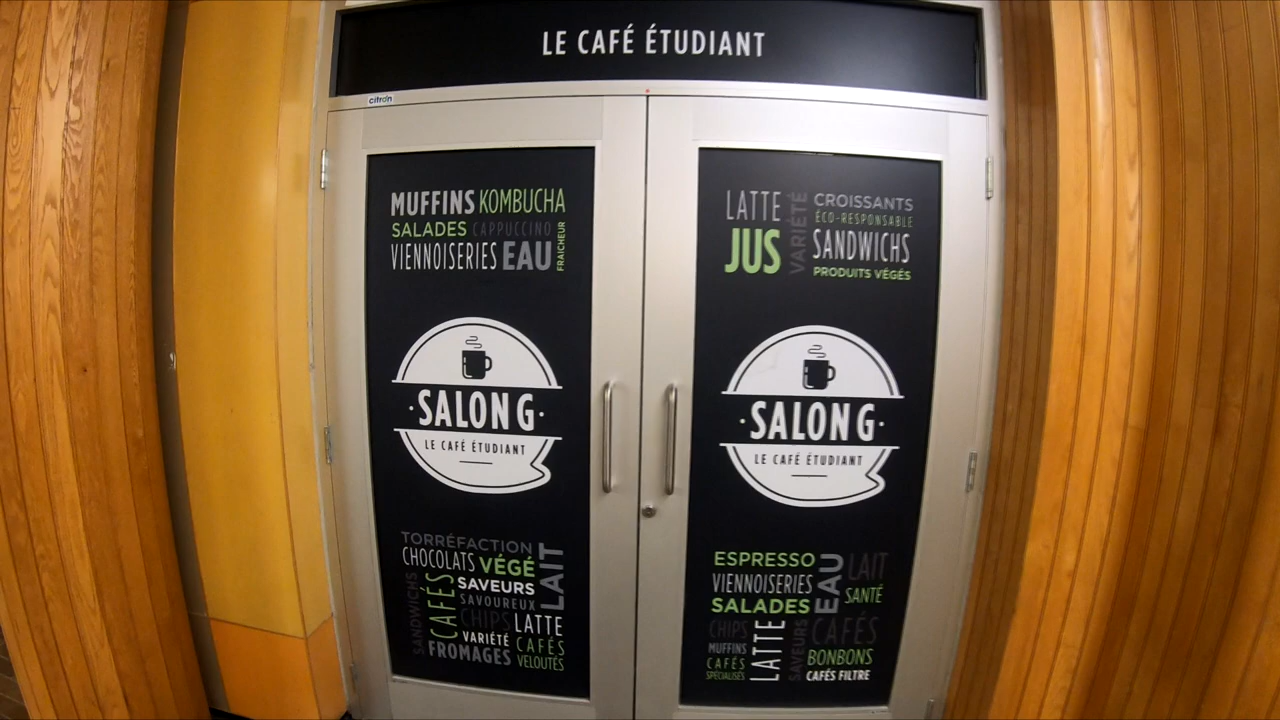 LE CAFÉ ÉTUDIANT
citron
MUFFINS KOMBUCHA
SALADES CAPPUCCINO
VIENNOISERIES EAU
FRAICHEUR
·SALONG·
LE CAFÉ ÉTUDIANT
TORRÉFACTION
CHOCOLATS VÉGÉ
LAIT
SANDWICHS
CAFÉS
SAVEURS
SAVOUREUX
CHIPS LATTE
VARIÉTÉ
FROMAGES
CAFÉS
VELOUTÉS
LATTE
JUS
VARIÉTÉ
CROISSANTS
ÉCO-RESPONSABLE
SANDWICHS
PRODUITS VÉGÉS
·SALONG·
LE CAFÉ ÉTUDIANT
ESPRESSO
VIENNOISERIES
SALADES
EAU
LAIT
SANTÉ
CHIPS
MUFFINS
CAFÉS
SPÉCIALISÉS
LATTE
SAVEURS
CAFÉS
BONBONS
CAFÉS FILTRE